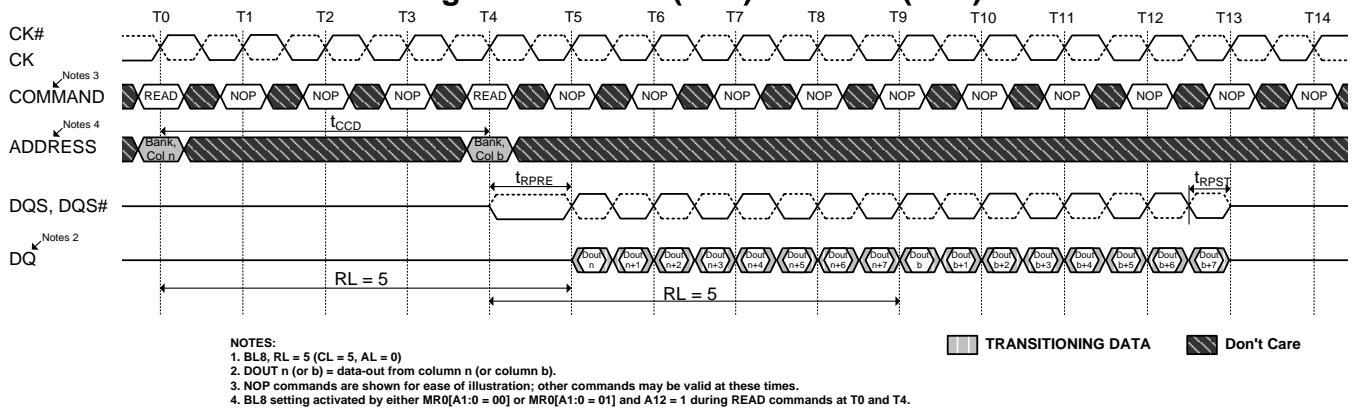 T0 T1 T2 T3 T4 T5 T6 T7 T8 T9 T10 T11 T12 T13 T14
CK#
CK
Notes 3
COMMAND READ NOP NOP NOP READ NOP NOP NOP NOP NOP NOP NOP NOP NOP NOP
Notes 4
tCCD
ADDRESS Bank, Col n Bank, Col b
tRPRE tRPST
DQS, DQS#
Notes 2
DQ Dout n Dout n+1 Dout n+2 Dout n+3 Dout n+4 Dout n+5 Dout n+6 Dout n+7 Dout b Dout b+1 Dout b+2 Dout b+3 Dout b+4 Dout b+5 Dout b+6 Dout b+7
RL = 5
RL = 5
NOTES:
1. BL8, RL = 5 (CL = 5, AL = 0)
2. DOUT n (or b) = data-out from column n (or column b).
3. NOP commands are shown for ease of illustration; other commands may be valid at these times.
4. BL8 setting activated by either MR0[A1:0 = 00] or MR0[A1:0 = 01] and A12 = 1 during READ commands at T0 and T4.
TRANSITIONING DATA
Don't Care